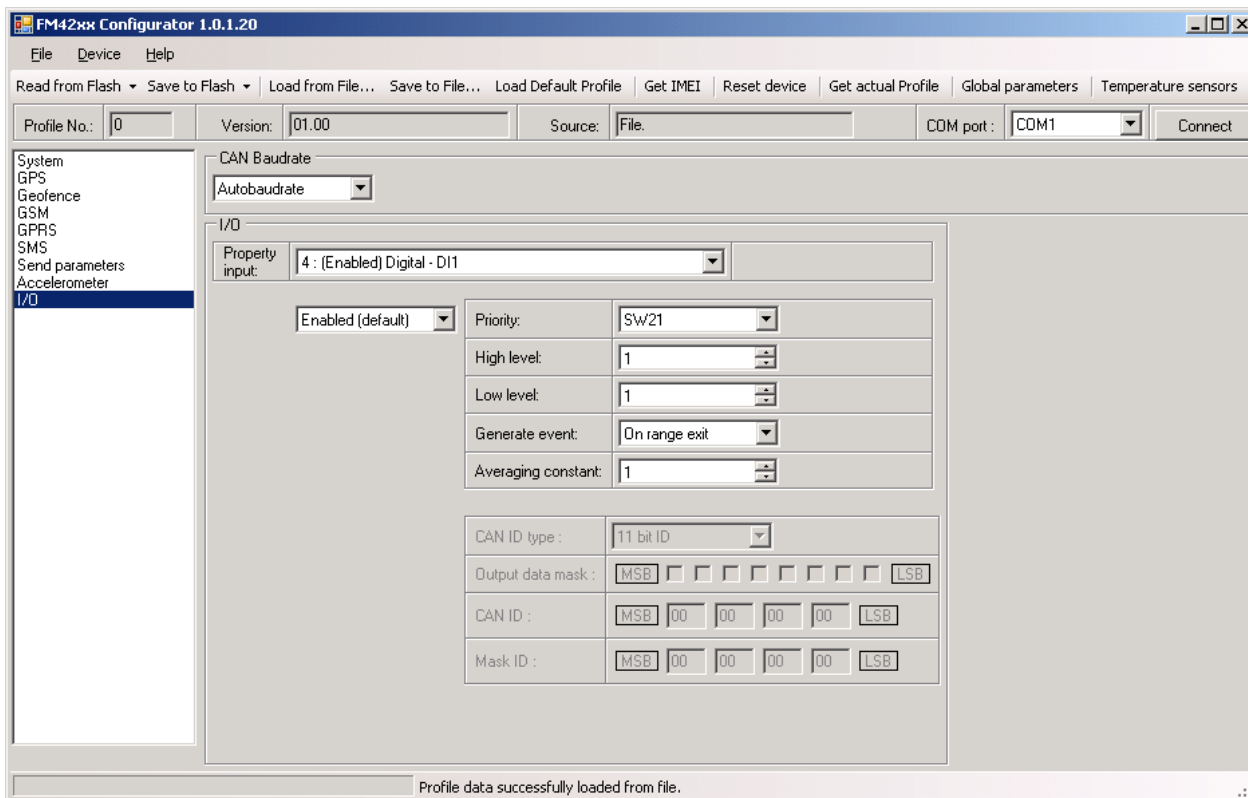 FM42xx Configurator 1.0.1.20
File Device Help
Read from Flash Save to Flash Load from File... Save to File... Load Default Profile Get IMEI Reset device Get actual Profile Global parameters Temperature sensors
Profile No.: 0 Version: 01.00 Source: File. COM port : COM1 Connect
System
GPS
Geofence
GSM
GPRS
SMS
Send parameters
Accelerometer
I/O
CAN Baudrate
Autobaudrate
I/O
Property input: 4 : (Enabled) Digital - DI1
Enabled (default)
Priority: SW21
High level: 1
Low level: 1
Generate event: On range exit
Averaging constant: 1
CAN ID type : 11 bit ID
Output data mask : MSB LSB
CAN ID : MSB 00 00 00 00 LSB
Mask ID : MSB 00 00 00 00 LSB
Profile data successfully loaded from file.